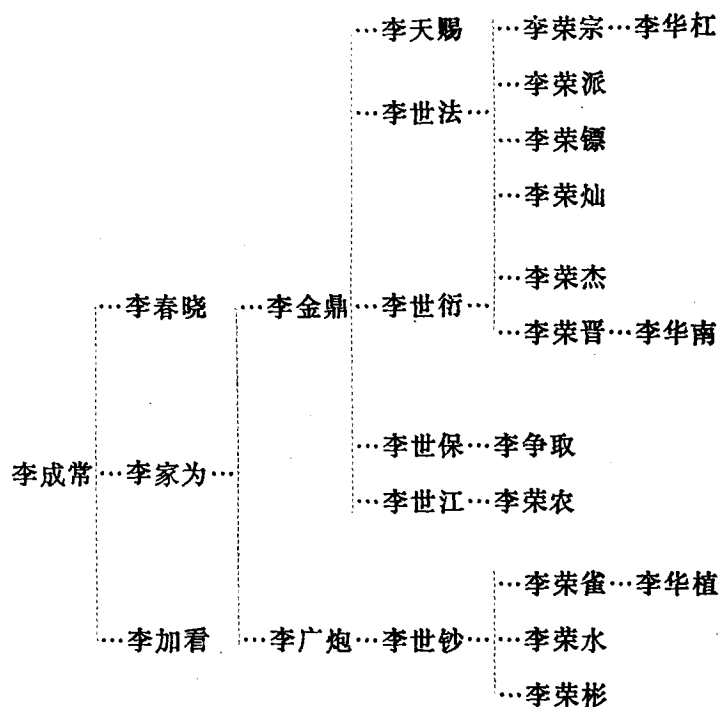 李天赐 李荣宗 李华杠
李荣派
李世法
李荣镖
李荣灿
李荣杰
李春晓 李金鼎 李世衍
李荣晋 李华南
李世保 李争取
李成常 李家为
李世江 李荣农
李荣雀 李华植
李加看 李广炮 李世钞 李荣水
李荣彬